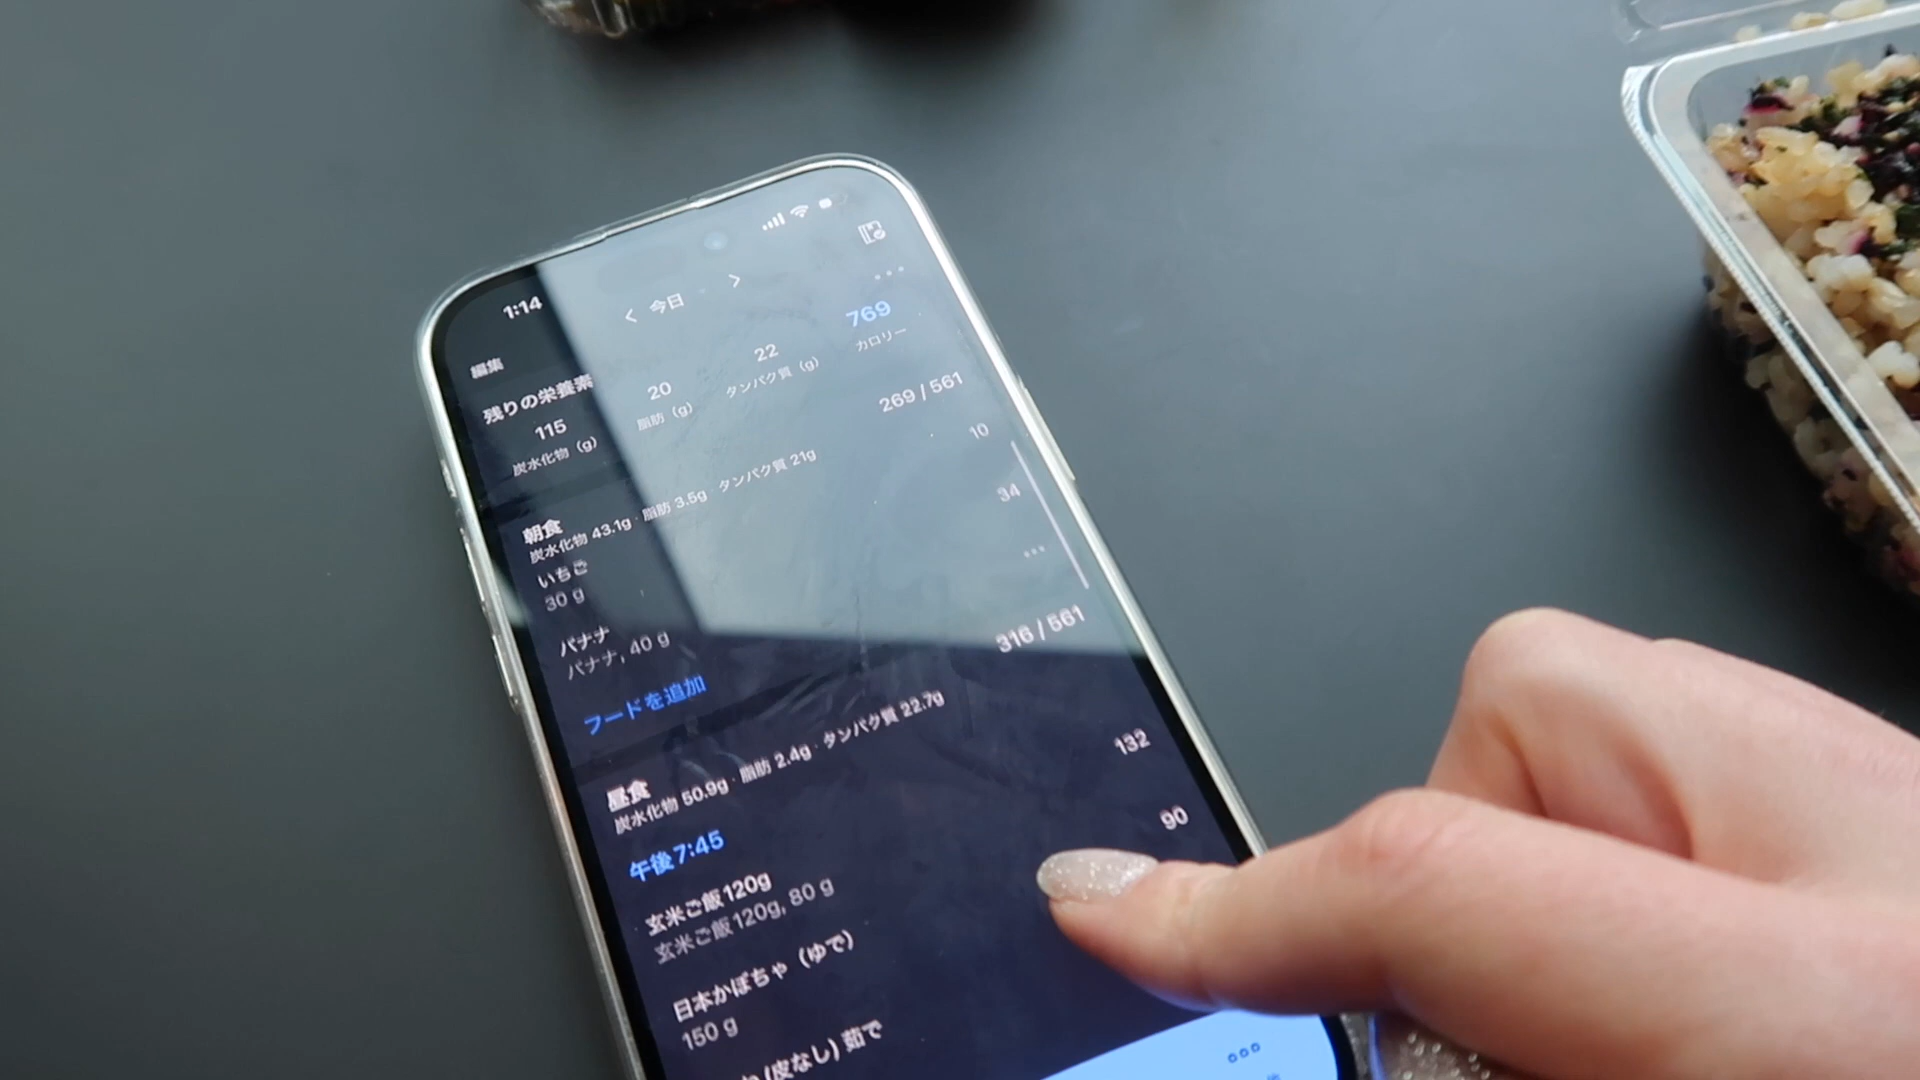 1:14
< 今日 >
編集
残りの栄養素
115
炭水化物（g）
20
脂肪（g）
22
タンパク質（g）
769
カロリー
朝食
269 / 561
炭水化物 43.1g · 脂肪 3.5g · タンパク質 21g
いちご
30 g
10
バナナ
バナナ, 40 g
34
フードを追加
昼食
316 / 561
炭水化物 50.9g · 脂肪 2.4g · タンパク質 22.7g
午後7:45
玄米ご飯120g
玄米ご飯120g, 80 g
132
日本かぼちゃ（ゆで）
150 g
90
(皮なし) 茹で